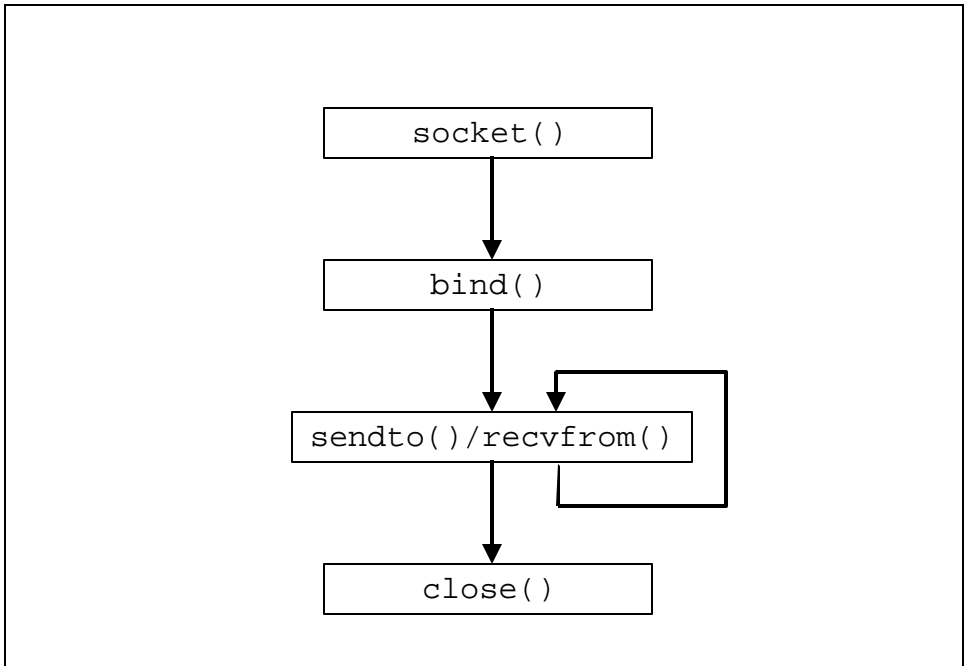 socket()
bind()
sendto()/recvfrom()
close()